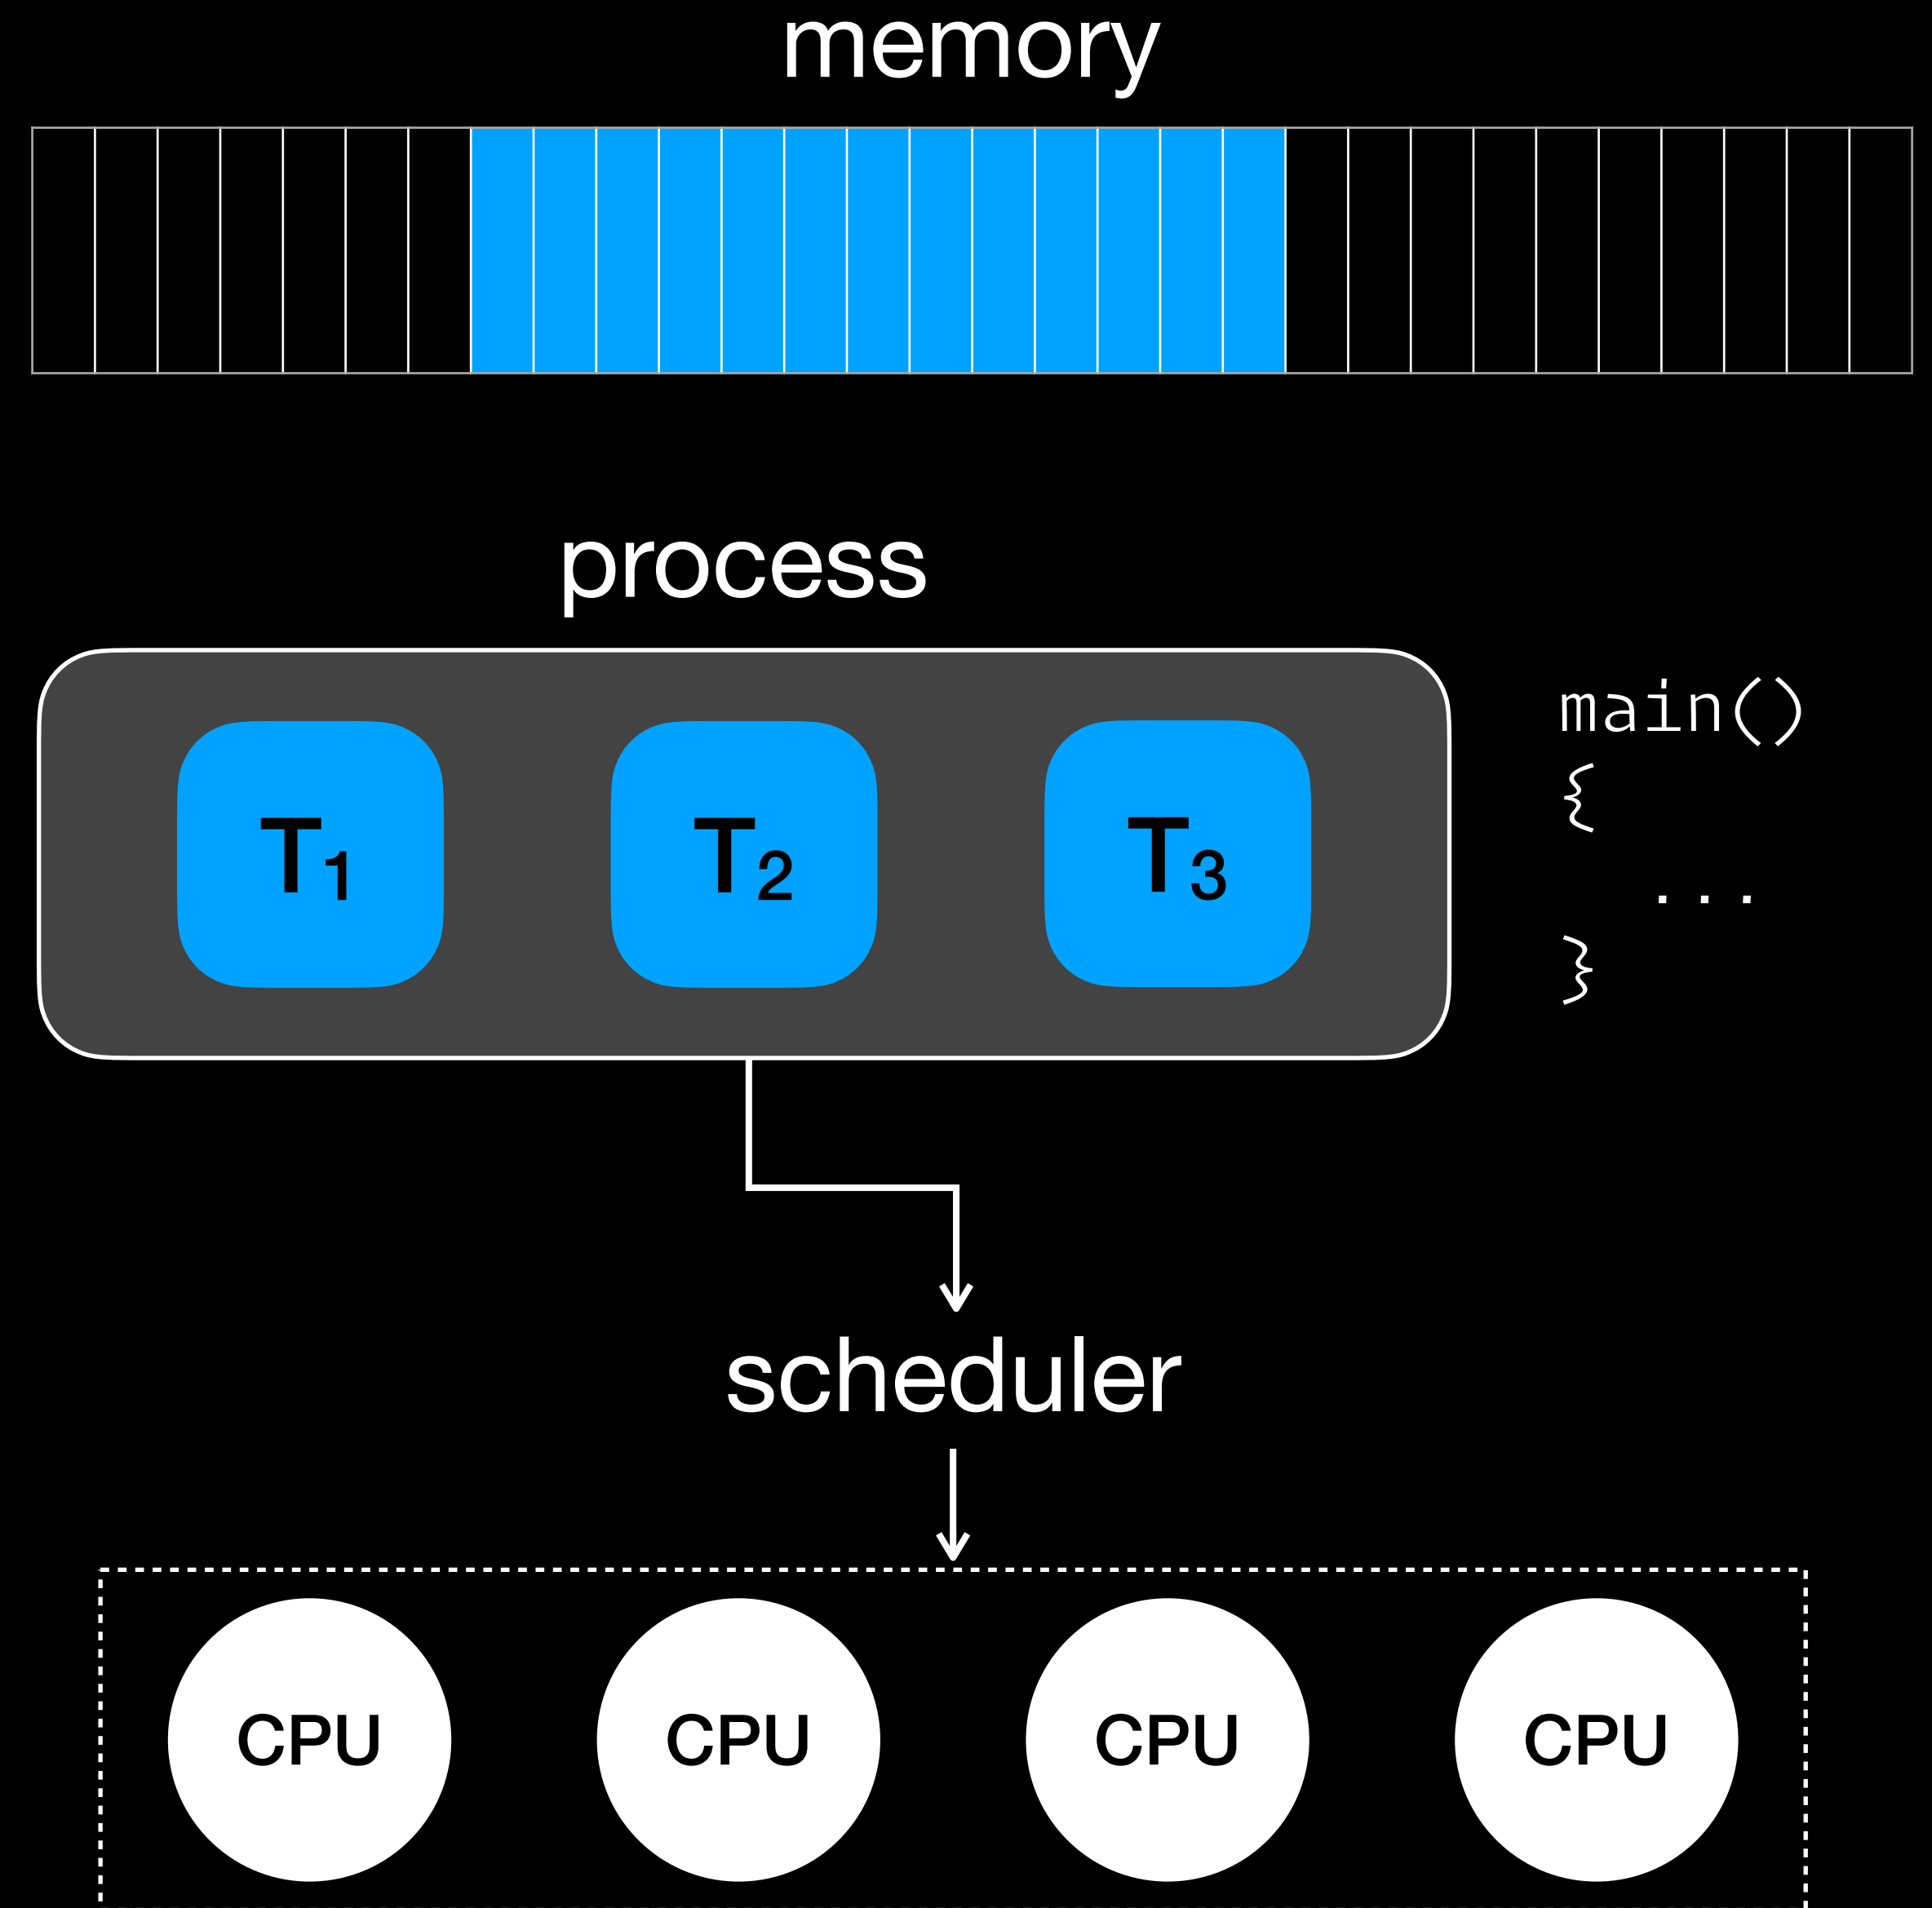 memory
process
T1 T2 T3
main()
{
...
}
scheduler
CPU CPU CPU CPU